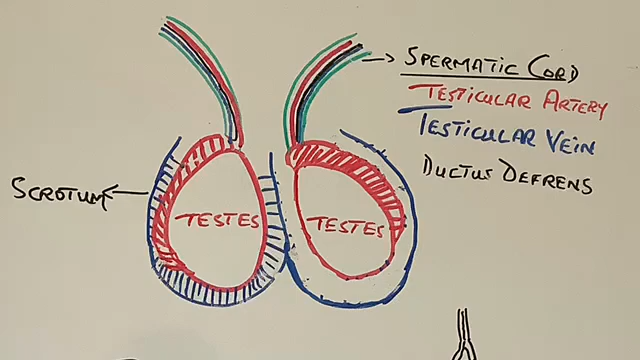 SPERMATIC CORD
TESTICULAR ARTERY
TESTICULAR VEIN
DUCTUS DEFRENS
SCROTUM
TESTES
TESTES